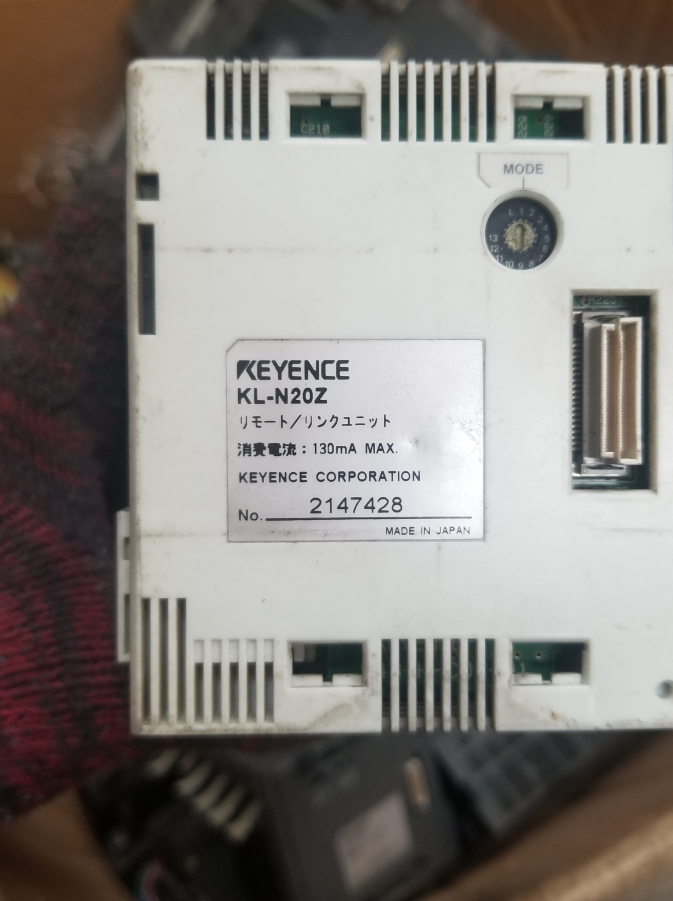 C210
MODE
KEYENCE
KL-N20Z
リモート/リンクユニット
消費電流 : 130mA MAX.
KEYENCE CORPORATION
No. 2147428
MADE IN JAPAN